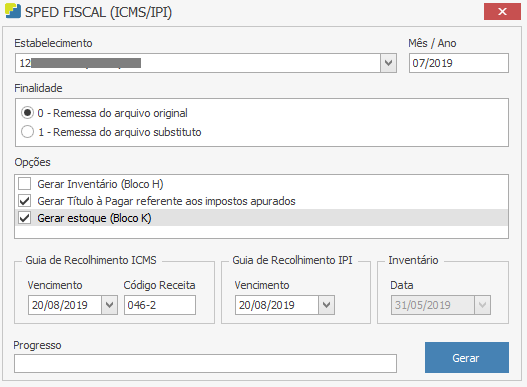 SPED FISCAL (ICMS/IPI)
Estabelecimento
Mês / Ano
12
07/2019
Finalidade
0 - Remessa do arquivo original
1 - Remessa do arquivo substituto
Opções
Gerar Inventário (Bloco H)
Gerar Título à Pagar referente aos impostos apurados
Gerar estoque (Bloco K)
Guia de Recolhimento ICMS
Guia de Recolhimento IPI
Inventário
Vencimento
Código Receita
Vencimento
Data
20/08/2019
046-2
20/08/2019
31/05/2019
Progresso
Gerar